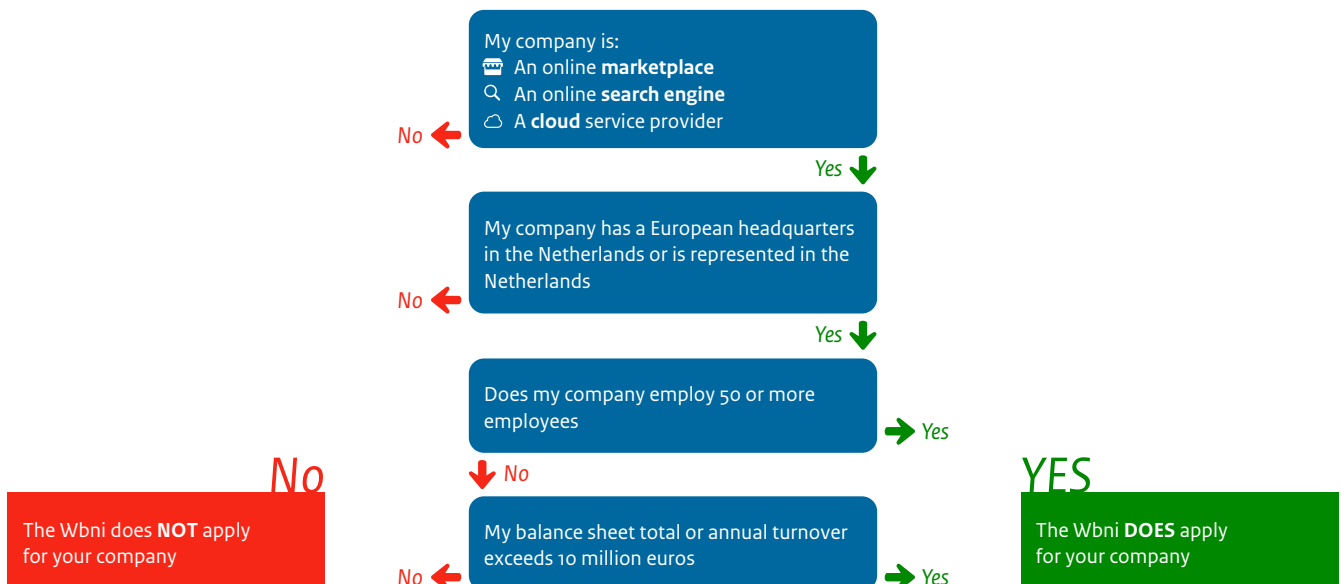 My company is:
An online marketplace
An online search engine
A cloud service provider
No
Yes
My company has a European headquarters
in the Netherlands or is represented in the
Netherlands
No
Yes
Does my company employ 50 or more
employees
Yes
No
No
The Wbni does NOT apply
for your company
My balance sheet total or annual turnover
exceeds 10 million euros
No
Yes
YES
The Wbni DOES apply
for your company